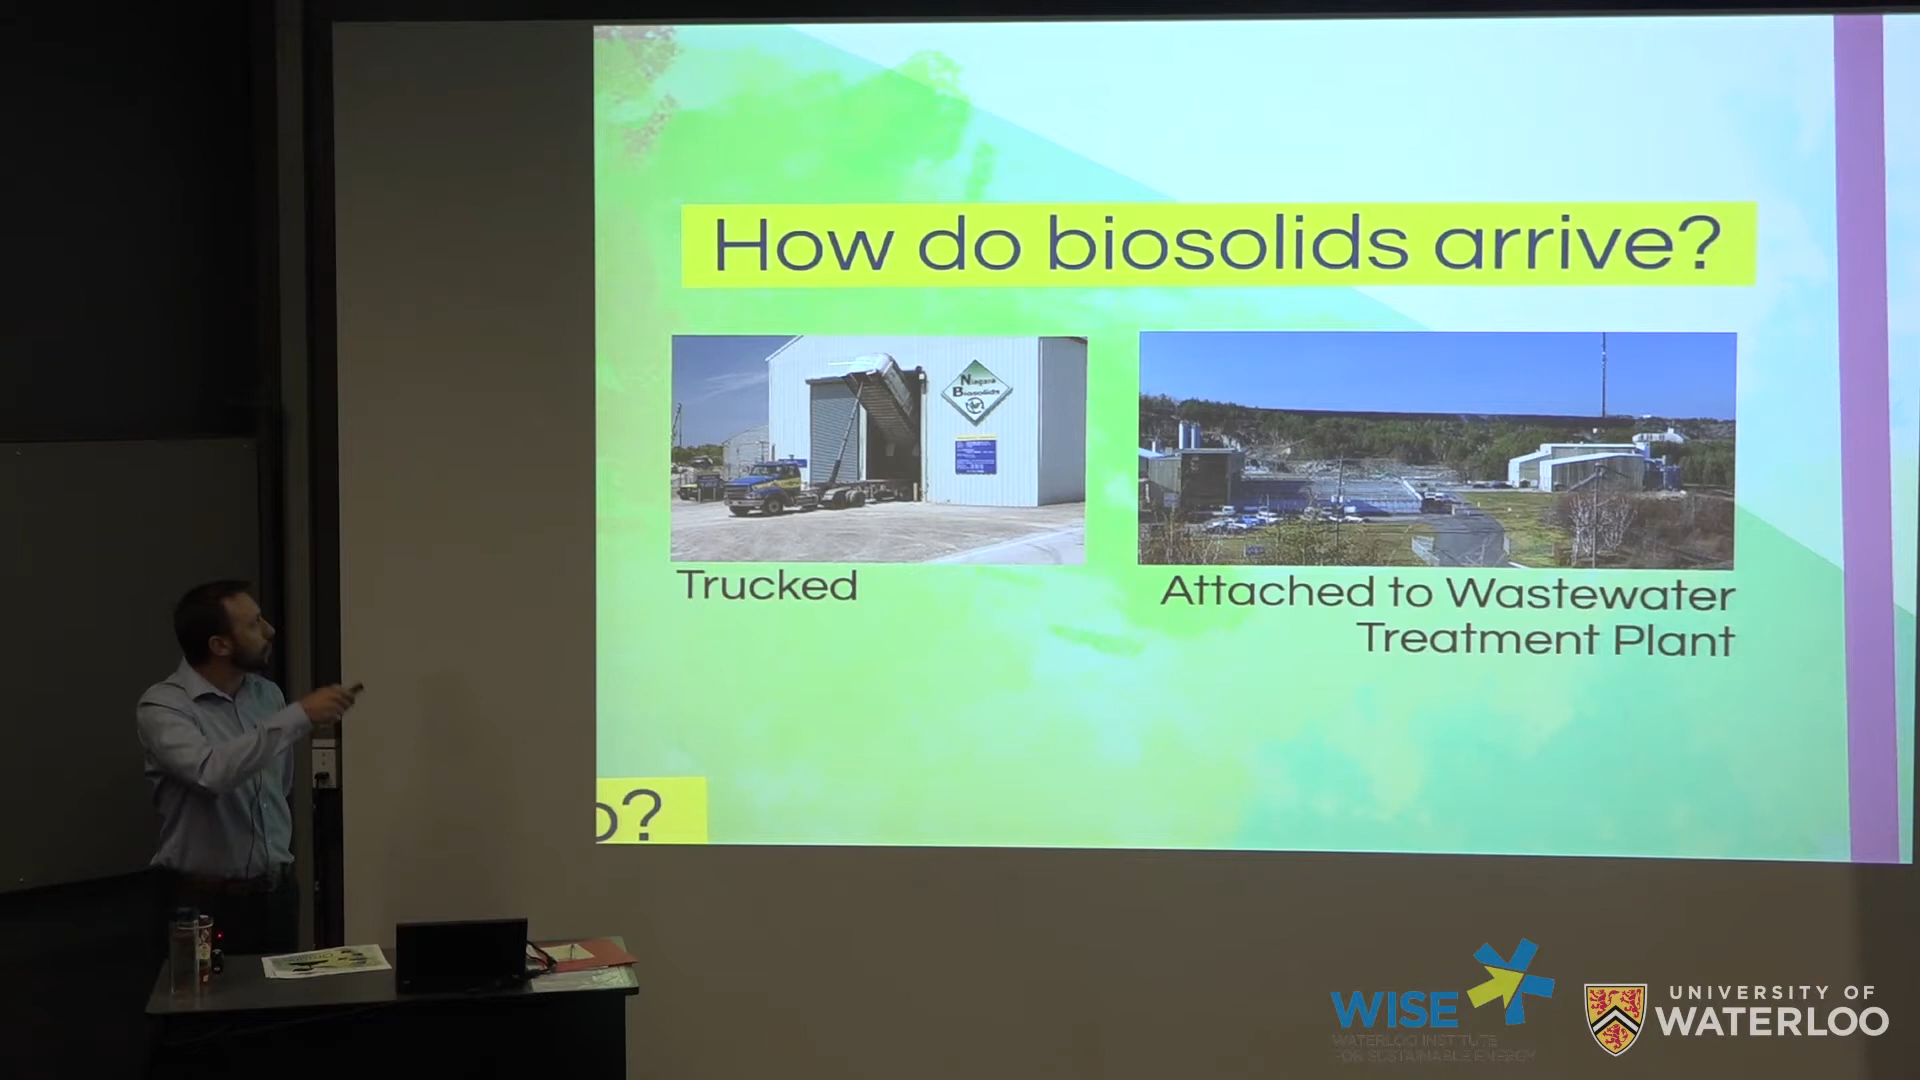 How do biosolids arrive?
Niagara
Biosolids
Trucked
Attached to Wastewater
Treatment Plant
o?
WISE
WATERLOO INSTITUTE
FOR SUSTAINABLE ENERGY
UNIVERSITY OF
WATERLOO